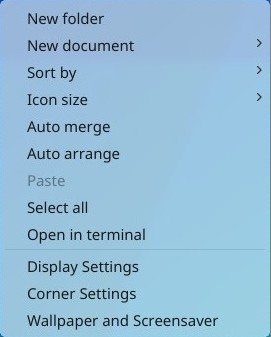 New folder
New document
Sort by
Icon size
Auto merge
Auto arrange
Paste
Select all
Open in terminal
Display Settings
Corner Settings
Wallpaper and Screensaver